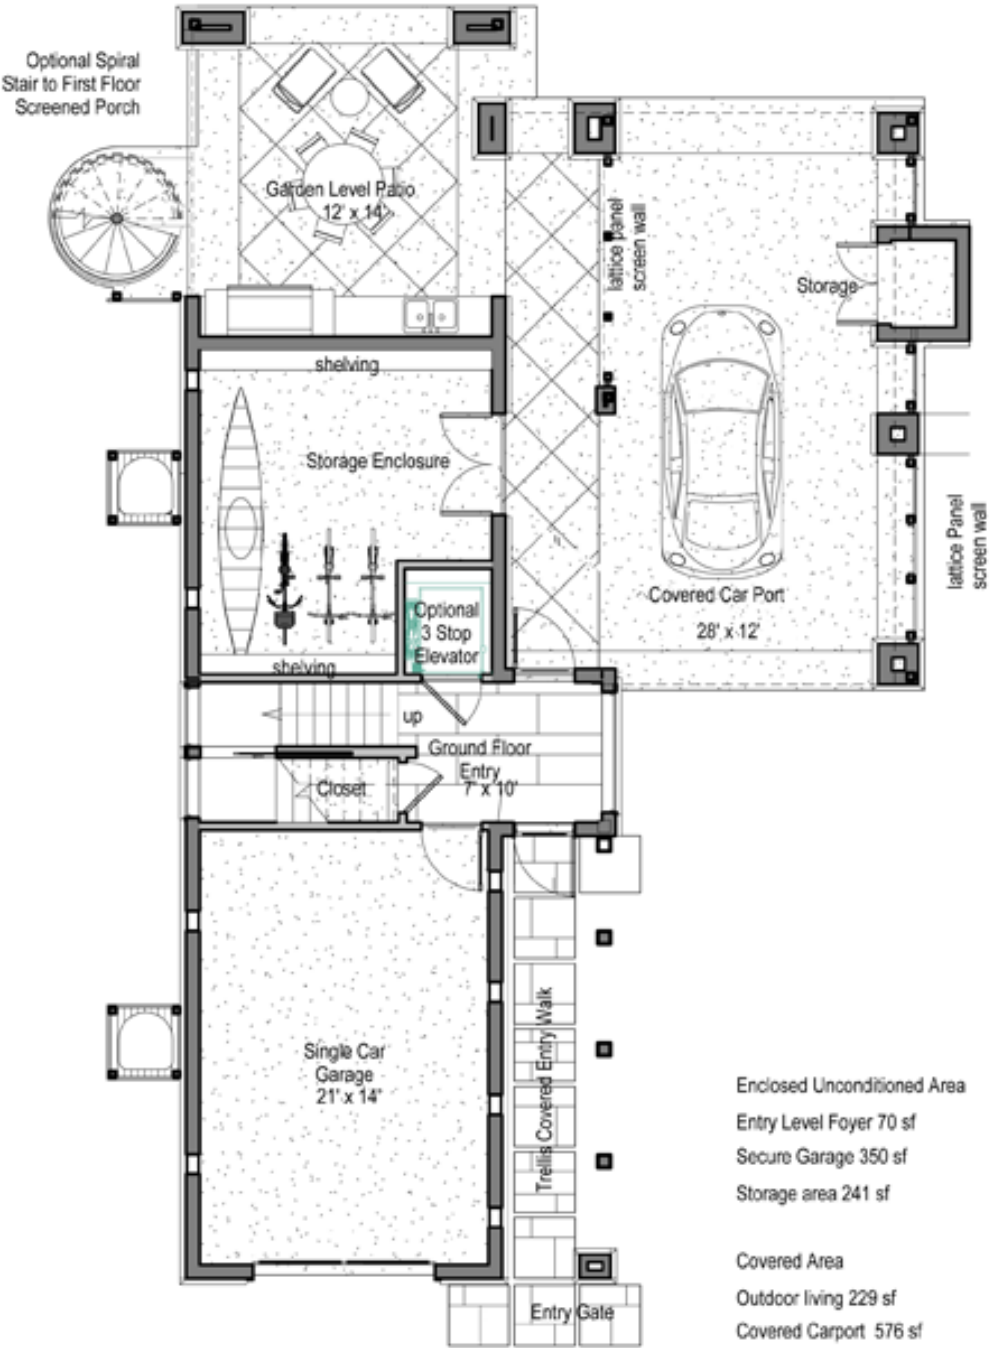 Optional Spiral
Stair to First Floor
Screened Porch
Garden Level Patio
12' x 14'
lattice panel
screen wall
Storage
shelving
Storage Enclosure
Covered Car Port
28' x 12'
lattice Panel
screen wall
Optional
3 Stop
Elevator
shelving
up
Ground Floor
Entry
7' x 10'
Closet
Single Car
Garage
21' x 14'
Trellis Covered Entry Walk
Entry Gate
Enclosed Unconditioned Area
Entry Level Foyer 70 sf
Secure Garage 350 sf
Storage area 241 sf
Covered Area
Outdoor living 229 sf
Covered Carport 576 sf